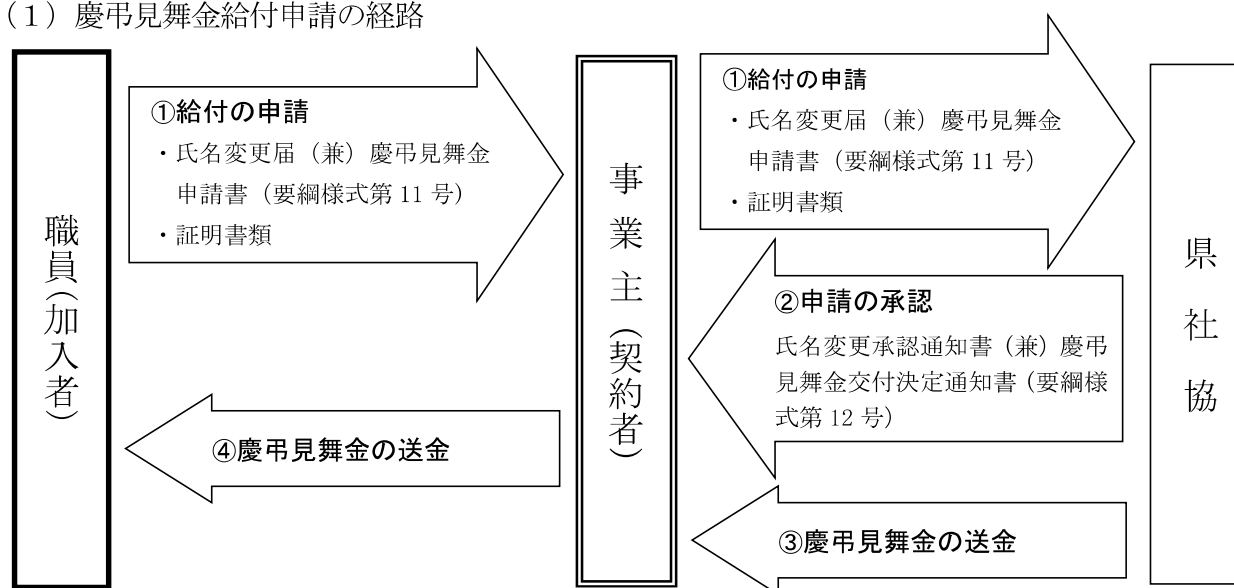 （１）慶弔見舞金給付申請の経路
職員（加入者）
①給付の申請
・氏名変更届（兼）慶弔見舞金
申請書（要綱様式第 11 号）
・証明書類
事業主（契約者）
①給付の申請
・氏名変更届（兼）慶弔見舞金
申請書（要綱様式第 11 号）
・証明書類
県社協
②申請の承認
氏名変更承認通知書（兼）慶弔
見舞金交付決定通知書（要綱様
式第 12 号）
③慶弔見舞金の送金
④慶弔見舞金の送金